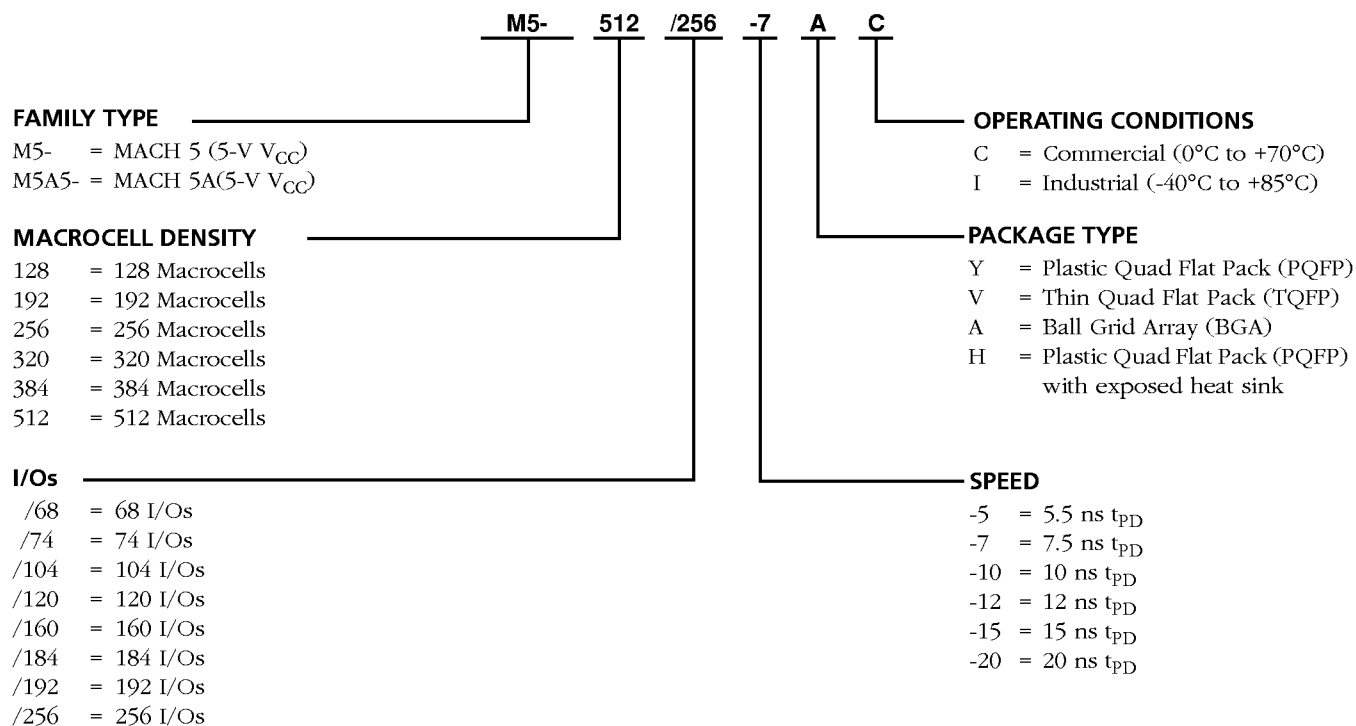 M5- 512 /256 -7 A C
FAMILY TYPE
M5- = MACH 5 (5-V VCC)
M5A5- = MACH 5A(5-V VCC)
MACROCELL DENSITY
128 = 128 Macrocells
192 = 192 Macrocells
256 = 256 Macrocells
320 = 320 Macrocells
384 = 384 Macrocells
512 = 512 Macrocells
I/Os
/68 = 68 I/Os
/74 = 74 I/Os
/104 = 104 I/Os
/120 = 120 I/Os
/160 = 160 I/Os
/184 = 184 I/Os
/192 = 192 I/Os
/256 = 256 I/Os
OPERATING CONDITIONS
C = Commercial (0°C to +70°C)
I = Industrial (-40°C to +85°C)
PACKAGE TYPE
Y = Plastic Quad Flat Pack (PQFP)
V = Thin Quad Flat Pack (TQFP)
A = Ball Grid Array (BGA)
H = Plastic Quad Flat Pack (PQFP)
with exposed heat sink
SPEED
-5 = 5.5 ns tPD
-7 = 7.5 ns tPD
-10 = 10 ns tPD
-12 = 12 ns tPD
-15 = 15 ns tPD
-20 = 20 ns tPD